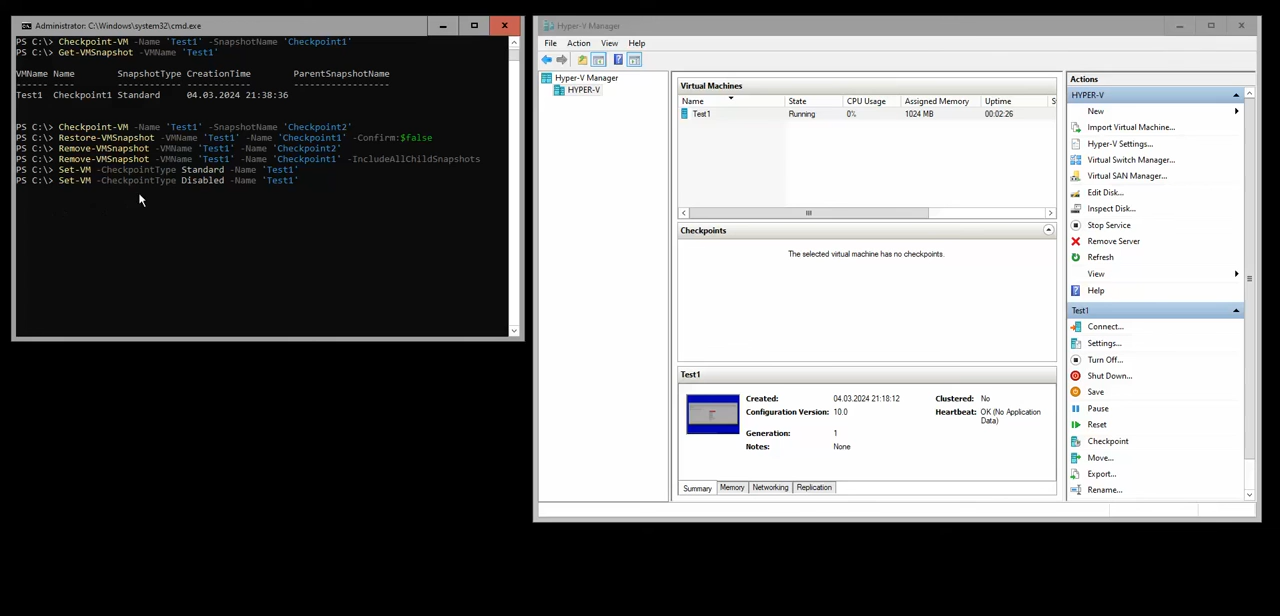 Administrator: C:\Windows\system32\cmd.exe
PS C:\> Checkpoint-VM -Name 'Test1' -SnapshotName 'Checkpoint1'
PS C:\> Get-VMSnapshot -VMName 'Test1'
VMName Name SnapshotType CreationTime ParentSnapshotName
------ ---- ------------ ------------ ------------------
Test1 Checkpoint1 Standard 04.03.2024 21:38:36
PS C:\> Checkpoint-VM -Name 'Test1' -SnapshotName 'Checkpoint2'
PS C:\> Restore-VMSnapshot -VMName 'Test1' -Name 'Checkpoint1' -Confirm:$false
PS C:\> Remove-VMSnapshot -VMName 'Test1' -Name 'Checkpoint2'
PS C:\> Remove-VMSnapshot -VMName 'Test1' -Name 'Checkpoint1' -IncludeAllChildSnapshots
PS C:\> Set-VM -CheckpointType Standard -Name 'Test1'
PS C:\> Set-VM -CheckpointType Disabled -Name 'Test1'
Hyper-V Manager
File Action View Help
Hyper-V Manager
HYPER-V
Virtual Machines
Name State CPU Usage Assigned Memory Uptime S
Test1 Running 0% 1024 MB 00:02:26
Checkpoints
The selected virtual machine has no checkpoints.
Test1
Created: 04.03.2024 21:18:12 Clustered: No
Configuration Version: 10.0 Heartbeat: OK (No Application
Data)
Generation: 1
Notes: None
Summary Memory Networking Replication
Actions
HYPER-V
New
Import Virtual Machine...
Hyper-V Settings...
Virtual Switch Manager...
Virtual SAN Manager...
Edit Disk...
Inspect Disk...
Stop Service
Remove Server
Refresh
View
Help
Test1
Connect...
Settings...
Turn Off...
Shut Down...
Save
Pause
Reset
Checkpoint
Move...
Export...
Rename...